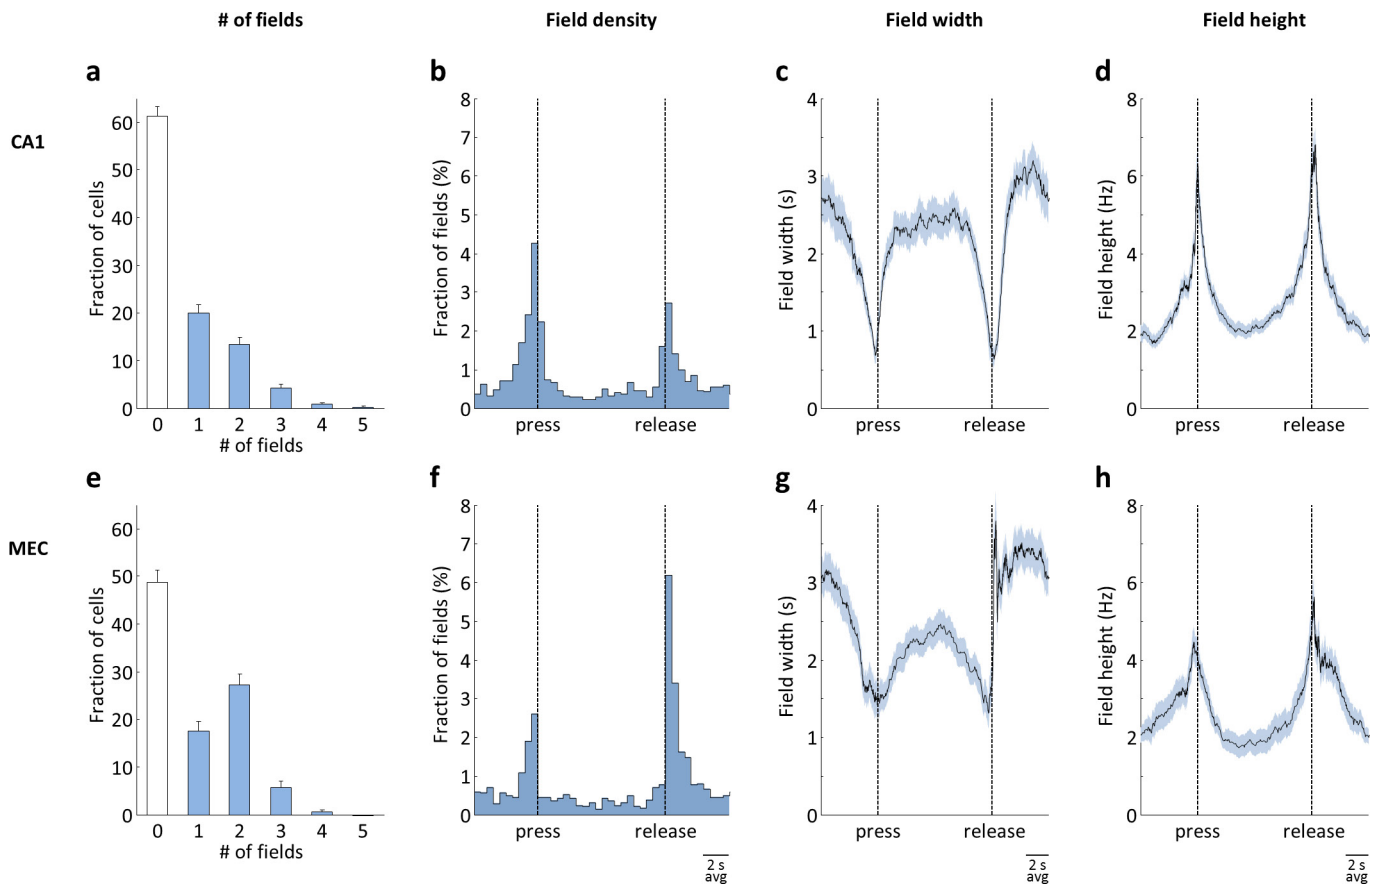 # of fields
Field density
Field width
Field height
CA1
a
Fraction of cells
60
50
40
30
20
10
0
0 1 2 3 4 5
# of fields
b
Fraction of fields (%)
8
7
6
5
4
3
2
1
0
press release
c
Field width (s)
4
3
2
1
0
press release
d
Field height (Hz)
8
6
4
2
0
press release
MEC
e
Fraction of cells
60
50
40
30
20
10
0
0 1 2 3 4 5
# of fields
f
Fraction of fields (%)
8
7
6
5
4
3
2
1
0
press release
2 s
avg
g
Field width (s)
4
3
2
1
0
press release
2 s
avg
h
Field height (Hz)
8
6
4
2
0
press release
2 s
avg